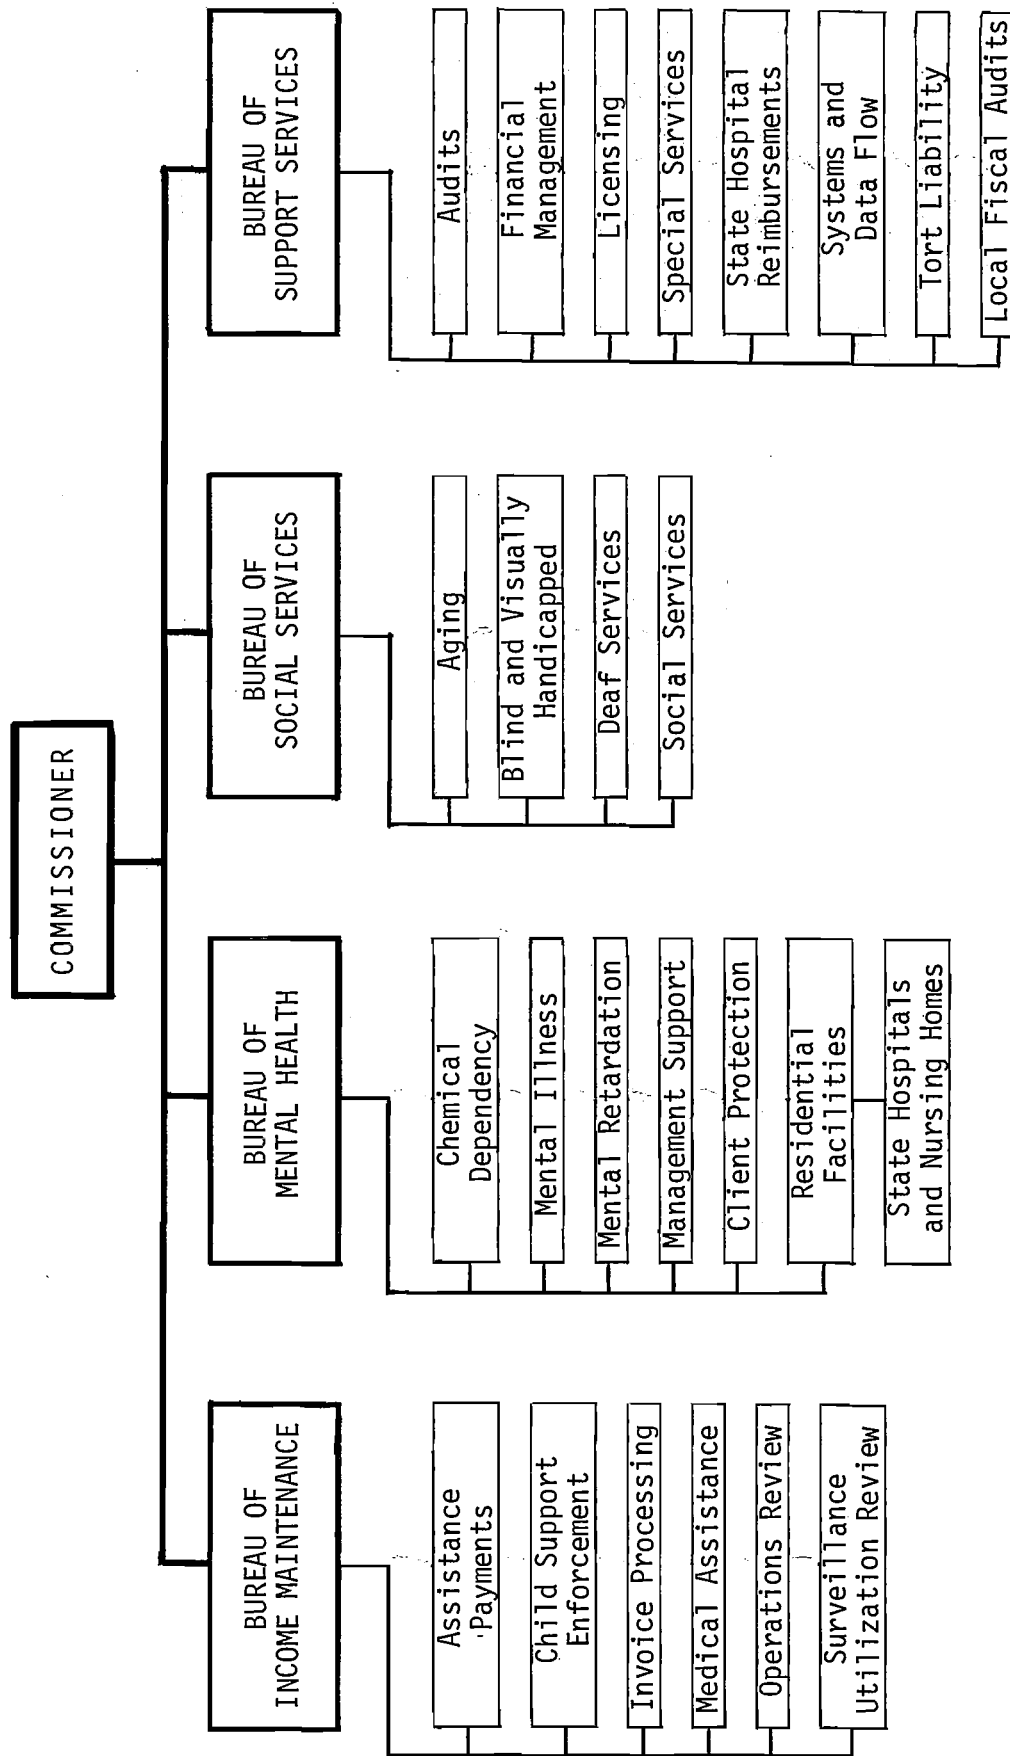 COMMISSIONER
BUREAU OF
INCOME MAINTENANCE
Assistance
Payments
Child Support
Enforcement
Invoice Processing
Medical Assistance
Operations Review
Surveillance
Utilization Review
BUREAU OF
MENTAL HEALTH
Chemical
Dependency
Mental Illness
Mental Retardation
Management Support
Client Protection
Residential
Facilities
State Hospitals
and Nursing Homes
BUREAU OF
SOCIAL SERVICES
Aging
Blind and Visually
Handicapped
Deaf Services
Social Services
BUREAU OF
SUPPORT SERVICES
Audits
Financial
Management
Licensing
Special Services
State Hospital
Reimbursements
Systems and
Data Flow
Tort Liability
Local Fiscal Audits